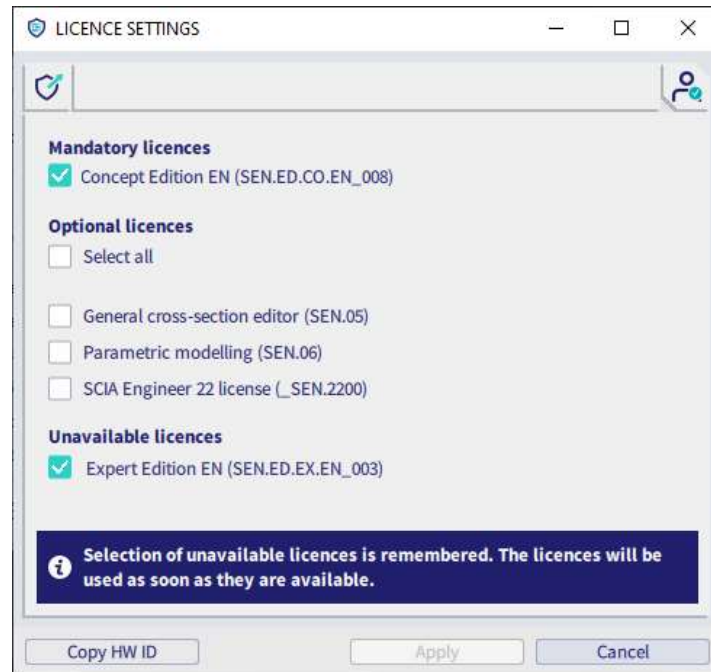 LICENCE SETTINGS
Mandatory licences
Concept Edition EN (SEN.ED.CO.EN_008)
Optional licences
Select all
General cross-section editor (SEN.05)
Parametric modelling (SEN.06)
SCIA Engineer 22 license (_SEN.2200)
Unavailable licences
Expert Edition EN (SEN.ED.EX.EN_003)
Selection of unavailable licences is remembered. The licences will be
used as soon as they are available.
Copy HW ID
Apply
Cancel